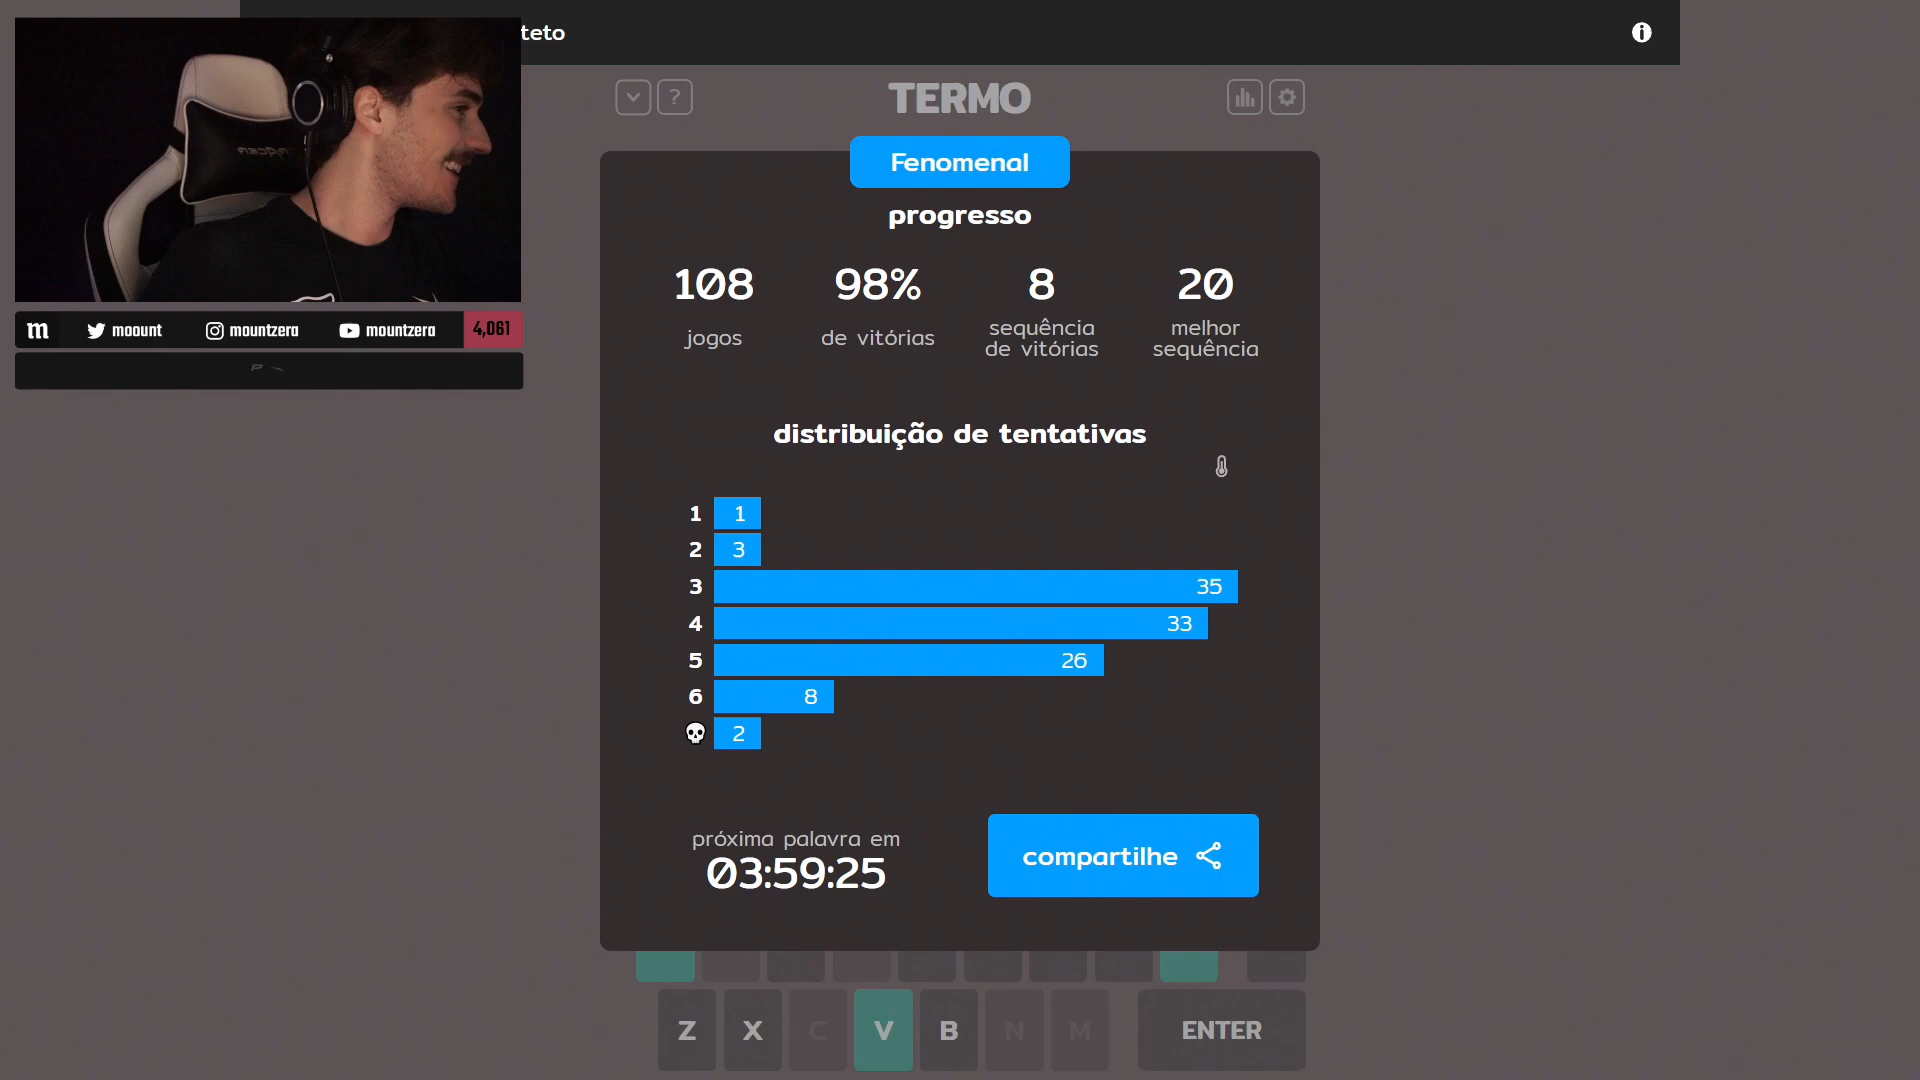 teto
TERMO
?
Fenomenal
progresso
108
jogos
98%
de vitórias
8
sequência
de vitórias
20
melhor
sequência
m
moount
mountzera
mountzera
4,061
distribuição de tentativas
1 1
2 3
3 35
4 33
5 26
6 8
2
próxima palavra em
03:59:25
compartilhe
Z X C V B N M ENTER